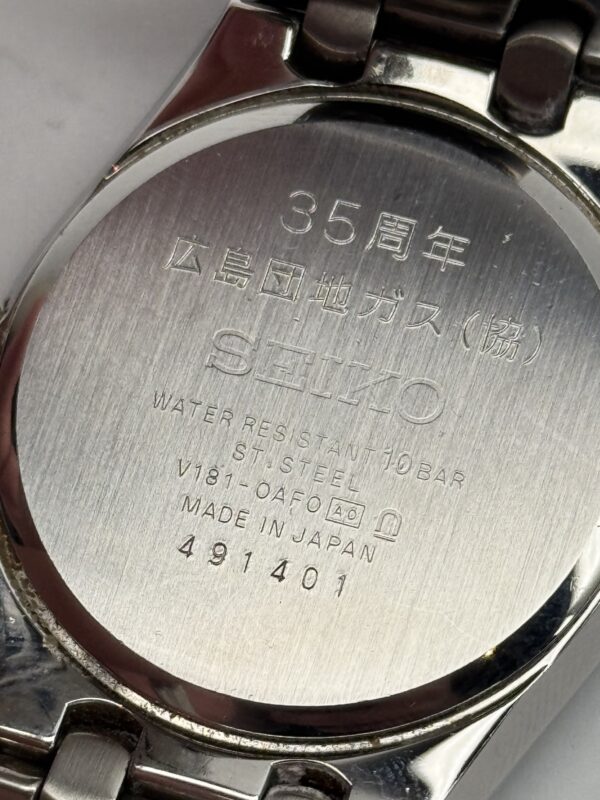 35周年
広島団地ガス(協)
SEIKO
WATER RESISTANT 10 BAR
ST. STEEL
V181-0AF0 A0
MADE IN JAPAN
491401